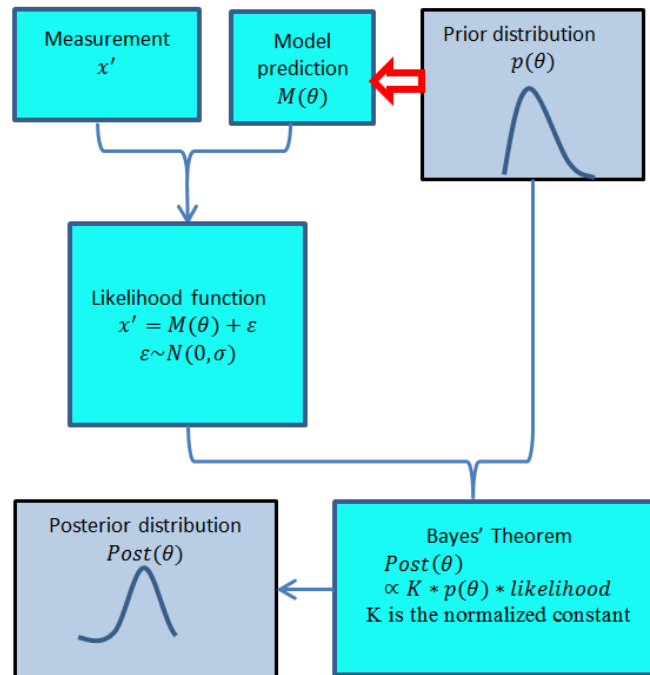 Measurement
x′
Model
prediction
M(θ)
Prior distribution
p(θ)
Likelihood function
x′ = M(θ) + ε
ε~N(0, σ)
Posterior distribution
Post(θ)
Bayes’ Theorem
Post(θ)
∝ K * p(θ) * likelihood
K is the normalized constant